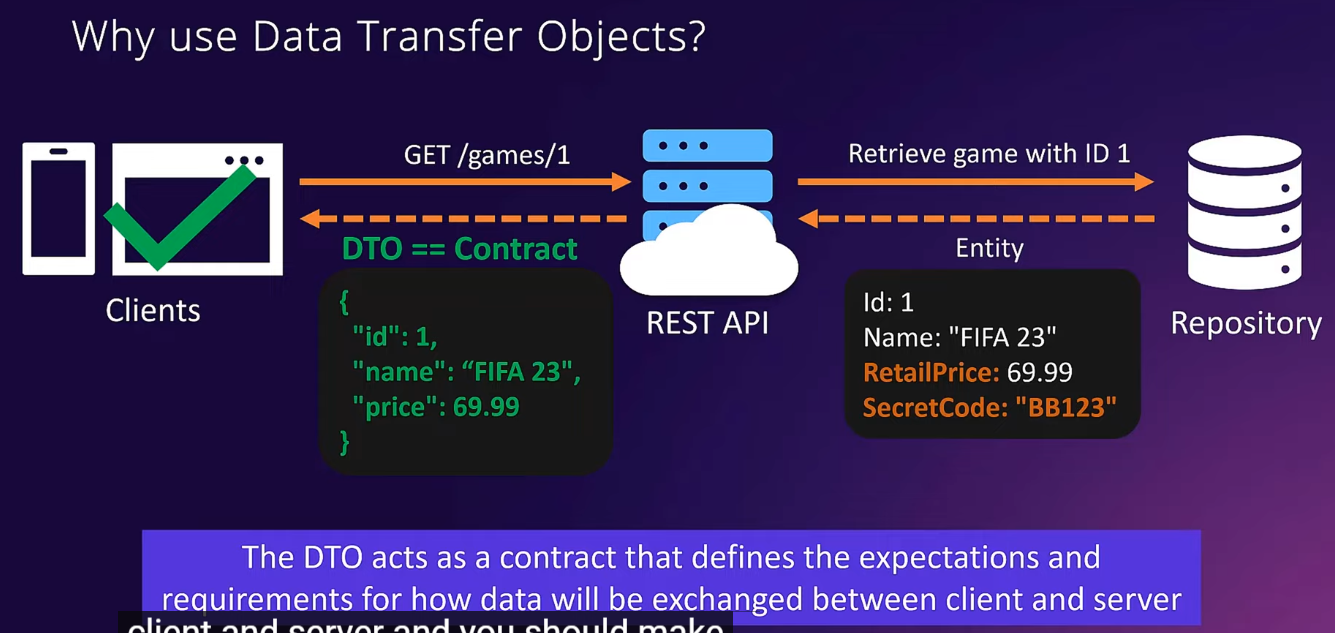 Why use Data Transfer Objects?
GET /games/1
Retrieve game with ID 1
DTO == Contract
Entity
{
"id": 1,
"name": “FIFA 23",
"price": 69.99
}
Clients
REST API
Id: 1
Name: "FIFA 23"
RetailPrice: 69.99
SecretCode: "BB123"
Repository
The DTO acts as a contract that defines the expectations and
requirements for how data will be exchanged between client and server
client and server and you should make